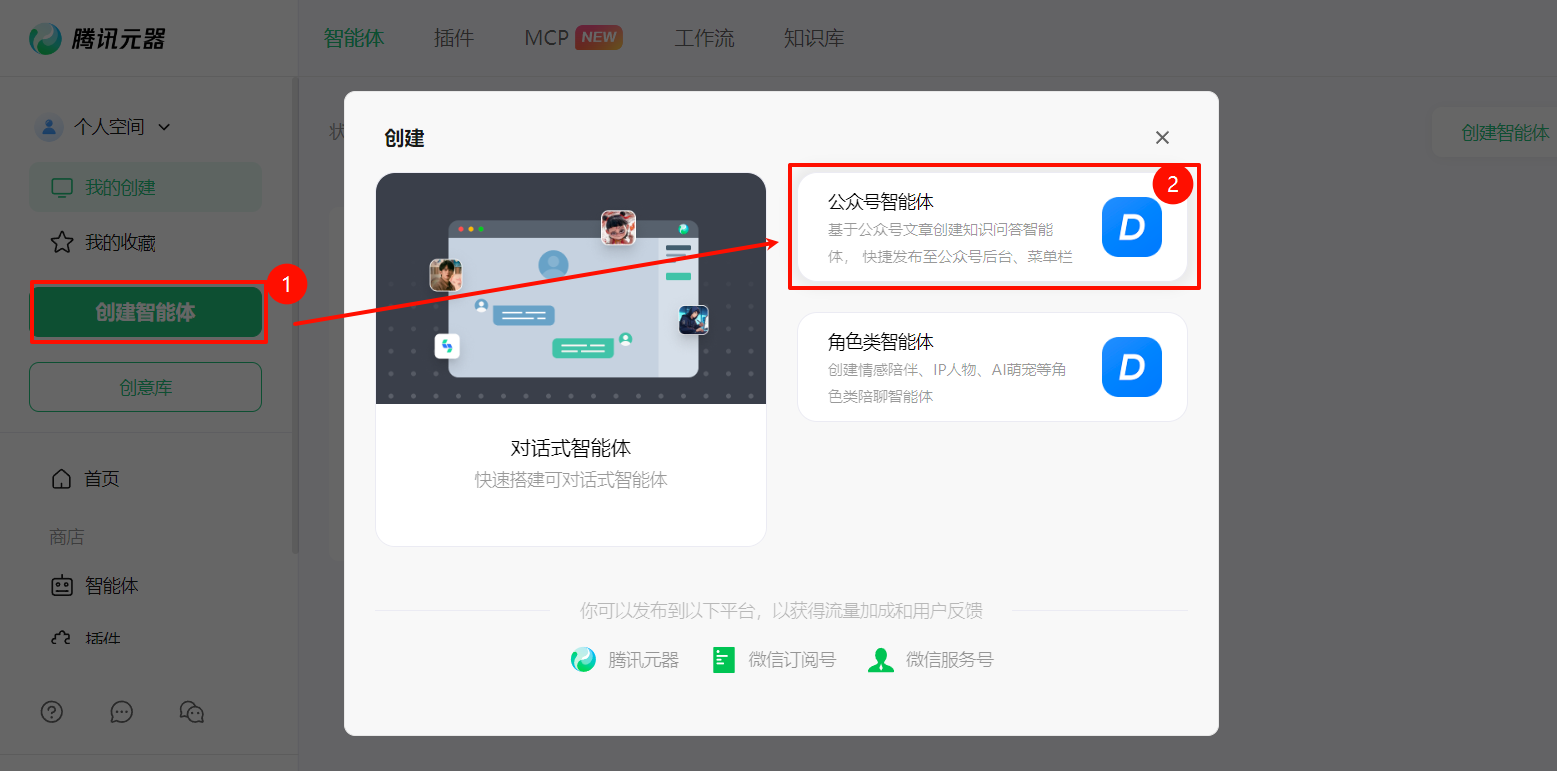 腾讯元器
智能体
插件
MCP NEW
工作流
知识库
个人空间
我的创建
我的收藏
创建智能体
1
创意库
首页
商店
智能体
插件
状
创建智能体
创建
对话式智能体
快速搭建可对话式智能体
2
公众号智能体
基于公众号文章创建知识问答智能
体， 快捷发布至公众号后台、菜单栏
D
角色类智能体
创建情感陪伴、IP人物、AI萌宠等角
色类陪聊智能体
D
你可以发布到以下平台，以获得流量加成和用户反馈
腾讯元器
微信订阅号
微信服务号